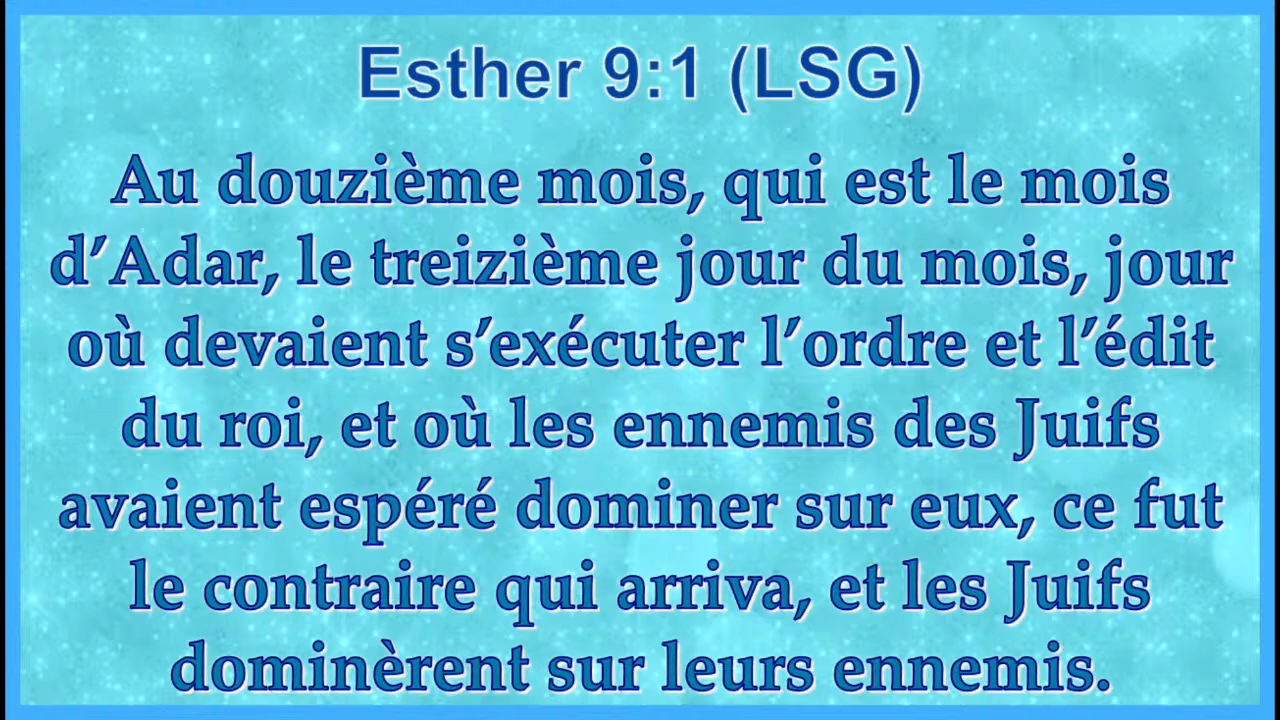 Esther 9:1 (LSG)
Au douzième mois, qui est le mois
d’Adar, le treizième jour du mois, jour
où devaient s’exécuter l’ordre et l’édit
du roi, et où les ennemis des Juifs
avaient espéré dominer sur eux, ce fut
le contraire qui arriva, et les Juifs
dominèrent sur leurs ennemis.